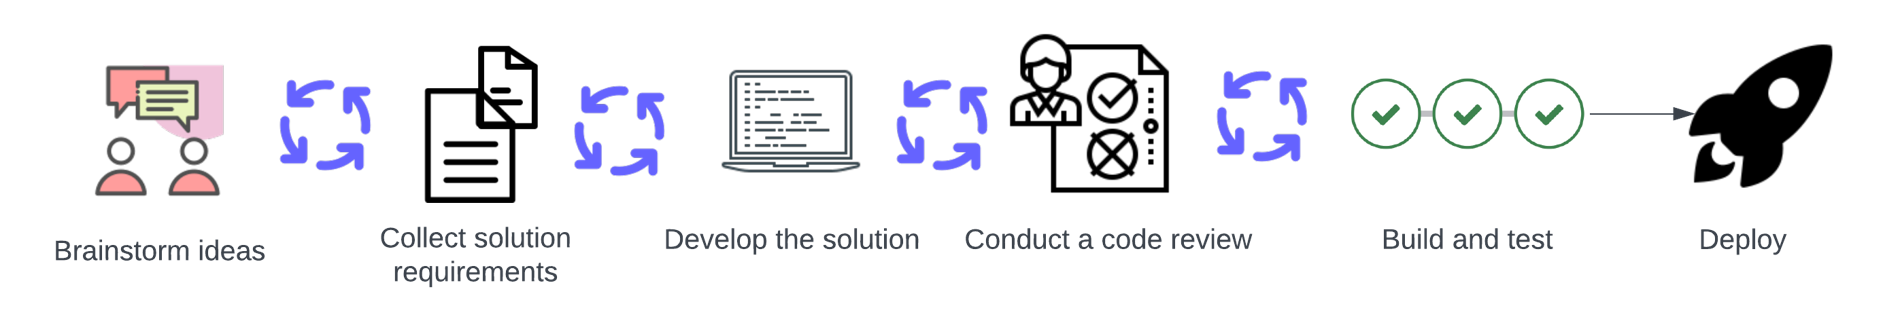 Brainstorm ideas
Collect solution
requirements
Develop the solution
Conduct a code review
Build and test
Deploy